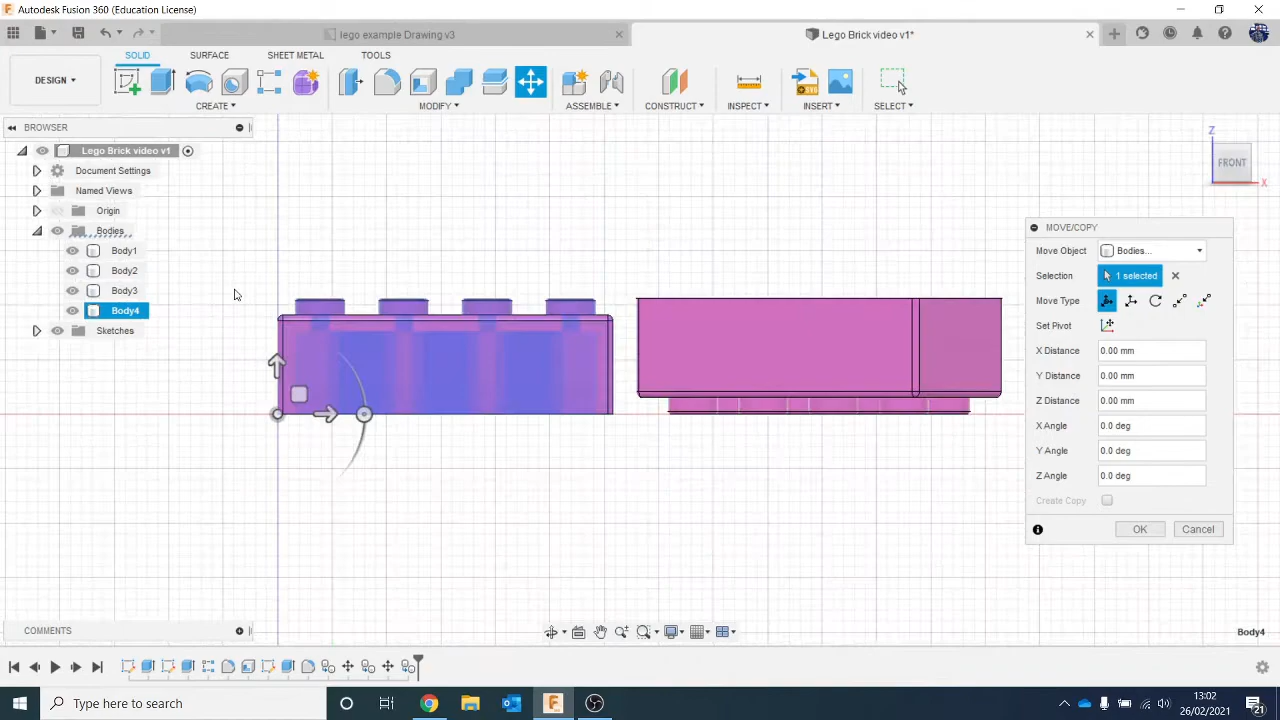 Autodesk Fusion 360 (Education License)
lego example Drawing v3
Lego Brick video v1*
DESIGN
SOLID SURFACE SHEET METAL TOOLS
CREATE MODIFY ASSEMBLE CONSTRUCT INSPECT INSERT SELECT
BROWSER
Lego Brick video v1
Document Settings
Named Views
Origin
Bodies
Body1
Body2
Body3
Body4
Sketches
Z
FRONT
X
MOVE/COPY
Move Object Bodies...
Selection 1 selected
Move Type
Set Pivot
X Distance 0.00 mm
Y Distance 0.00 mm
Z Distance 0.00 mm
X Angle 0.0 deg
Y Angle 0.0 deg
Z Angle 0.0 deg
Create Copy
OK Cancel
COMMENTS
Body4
Type here to search
13:02
26/02/2021
21